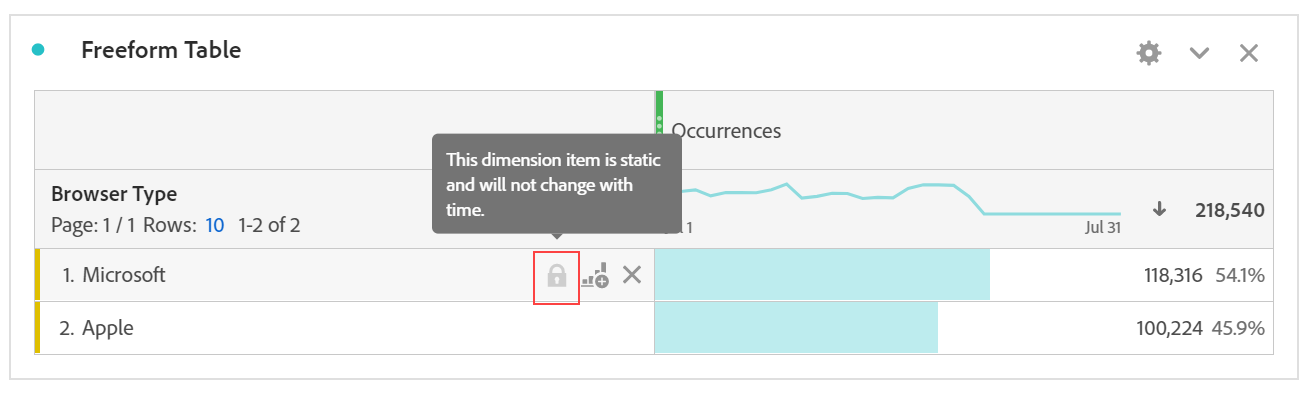 Freeform Table
Occurrences
This dimension item is static
and will not change with
time.
Browser Type
Page: 1 / 1 Rows: 10 1-2 of 2
1
Jul 31
218,540
1. Microsoft
118,316 54.1%
2. Apple
100,224 45.9%